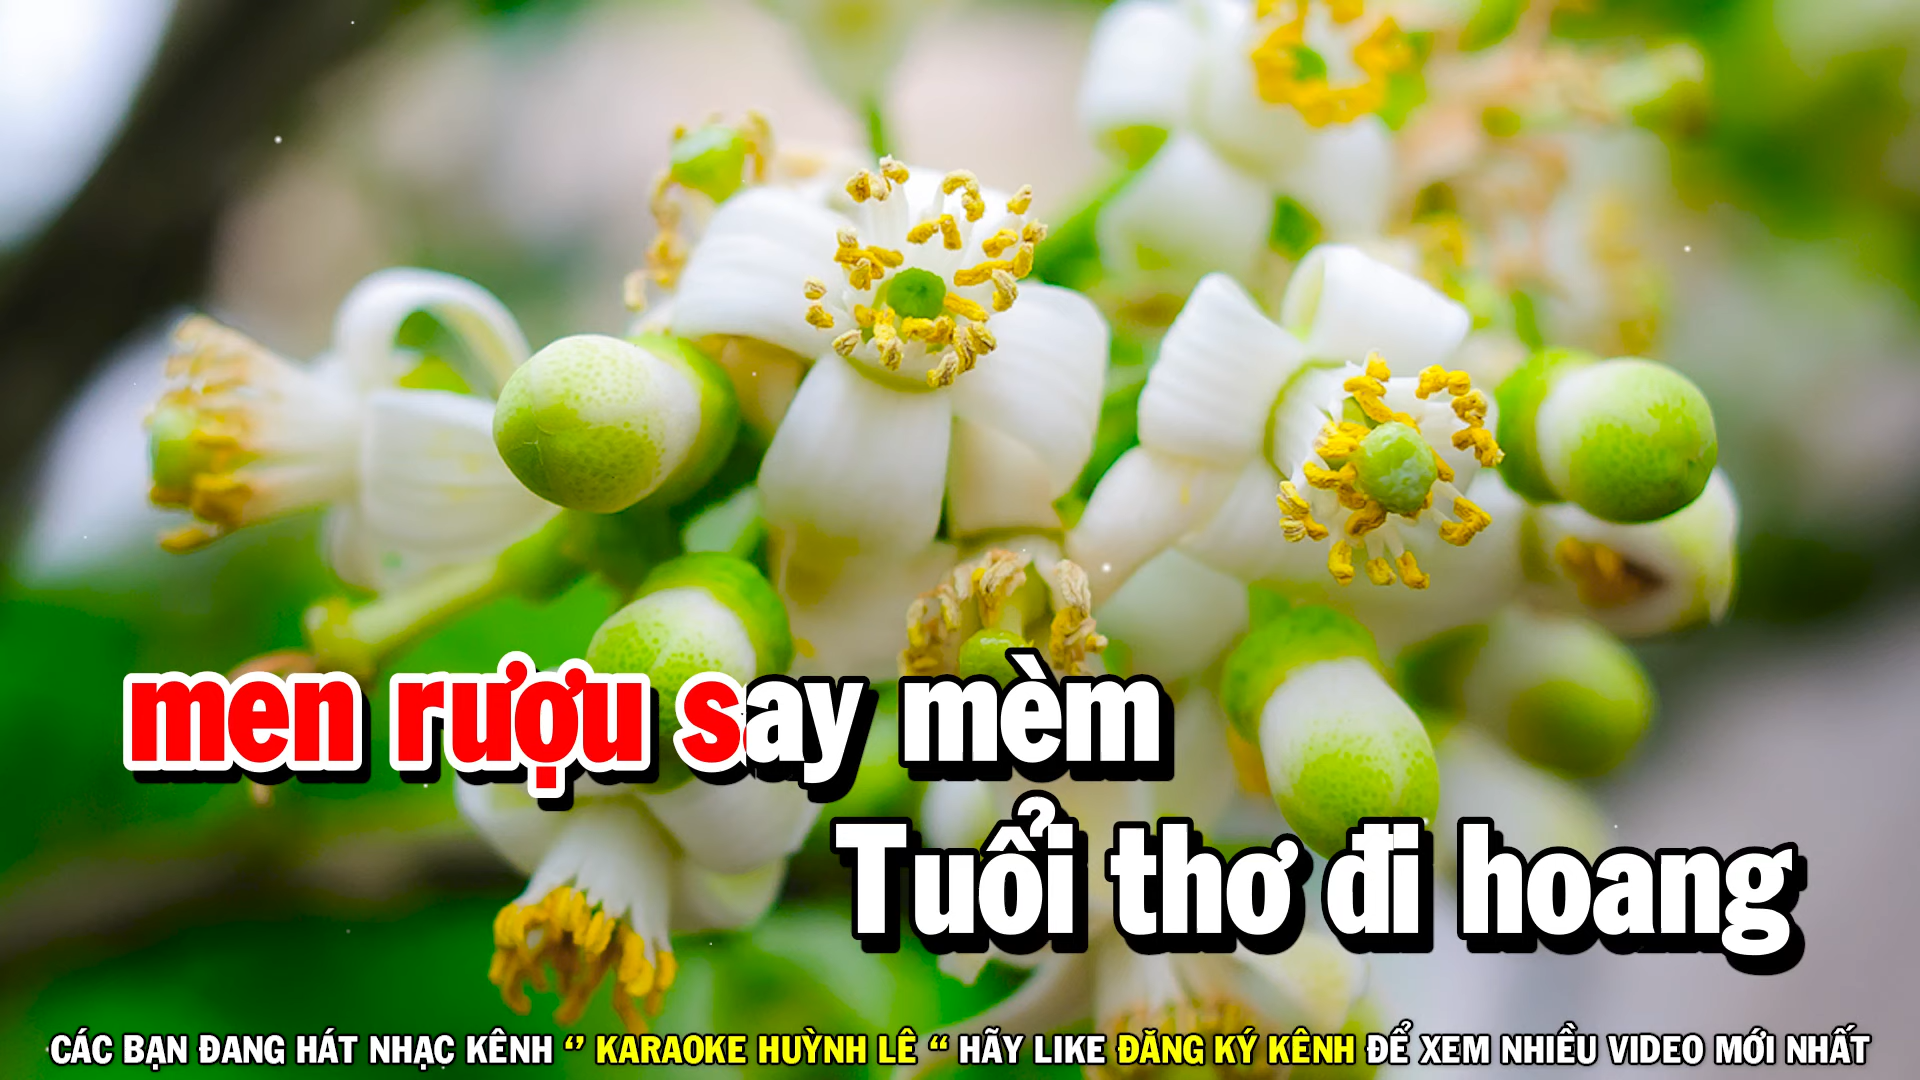 men rượu say mèm
Tuổi thơ đi hoang
CÁC BẠN ĐANG HÁT NHẠC KÊNH ‘’ KARAOKE HUỲNH LÊ “ HÃY LIKE ĐĂNG KÝ KÊNH ĐỂ XEM NHIỀU VIDEO MỚI NHẤT